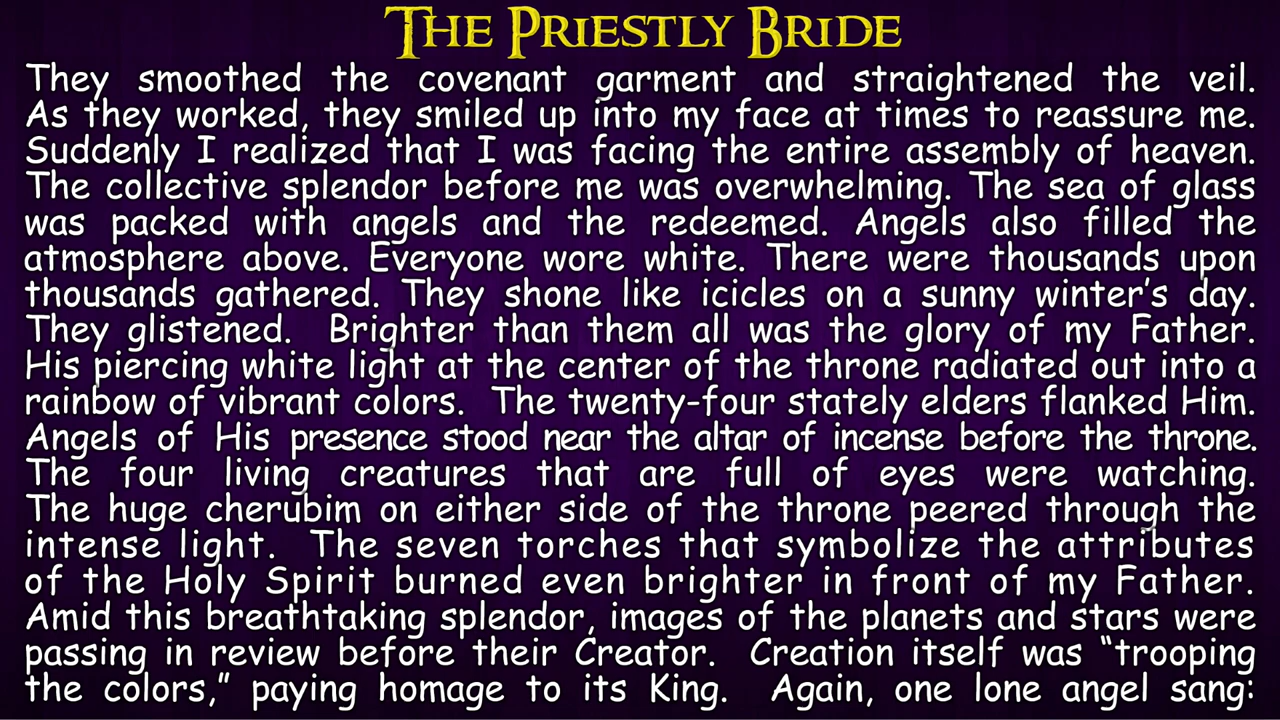 The Priestly Bride
They smoothed the covenant garment and straightened the veil.
As they worked, they smiled up into my face at times to reassure me.
Suddenly I realized that I was facing the entire assembly of heaven.
The collective splendor before me was overwhelming. The sea of glass
was packed with angels and the redeemed. Angels also filled the
atmosphere above. Everyone wore white. There were thousands upon
thousands gathered. They shone like icicles on a sunny winter's day.
They glistened. Brighter than them all was the glory of my Father.
His piercing white light at the center of the throne radiated out into a
rainbow of vibrant colors. The twenty-four stately elders flanked Him.
Angels of His presence stood near the altar of incense before the throne.
The four living creatures that are full of eyes were watching.
The huge cherubim on either side of the throne peered through the
intense light. The seven torches that symbolize the attributes
of the Holy Spirit burned even brighter in front of my Father.
Amid this breathtaking splendor, images of the planets and stars were
passing in review before their Creator. Creation itself was “trooping
the colors,” paying homage to its King. Again, one lone angel sang: